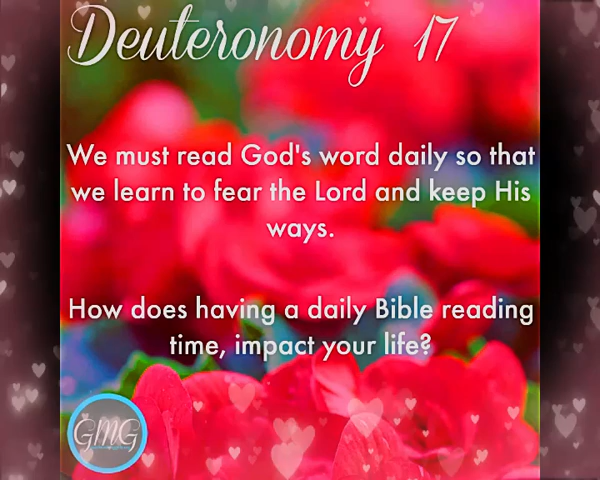 Deuteronomy 17
We must read God's word daily so that
we learn to fear the Lord and keep His
ways.
How does having a daily Bible reading
time, impact your life?
GMG